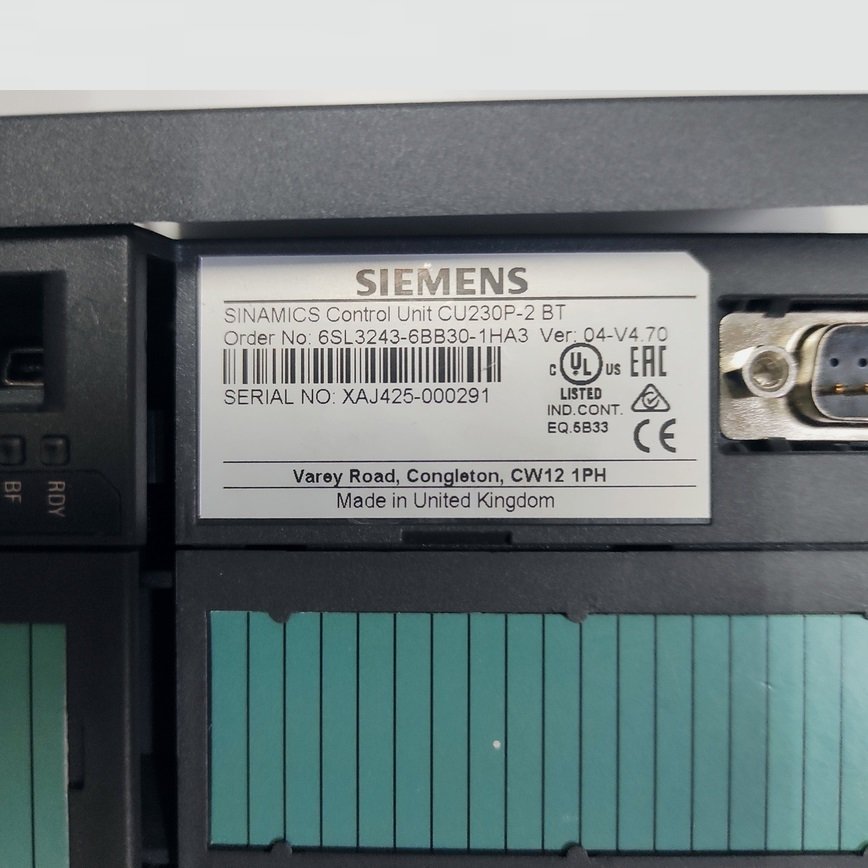 SIEMENS
SINAMICS Control Unit CU230P-2 BT
Order No: 6SL3243-6BB30-1HA3 Ver: 04-V4.70
SERIAL NO: XAJ425-000291
C UL US EAC
LISTED
IND.CONT.
EQ.5B33
CE
Varey Road, Congleton, CW12 1PH
Made in United Kingdom
BF
RDY